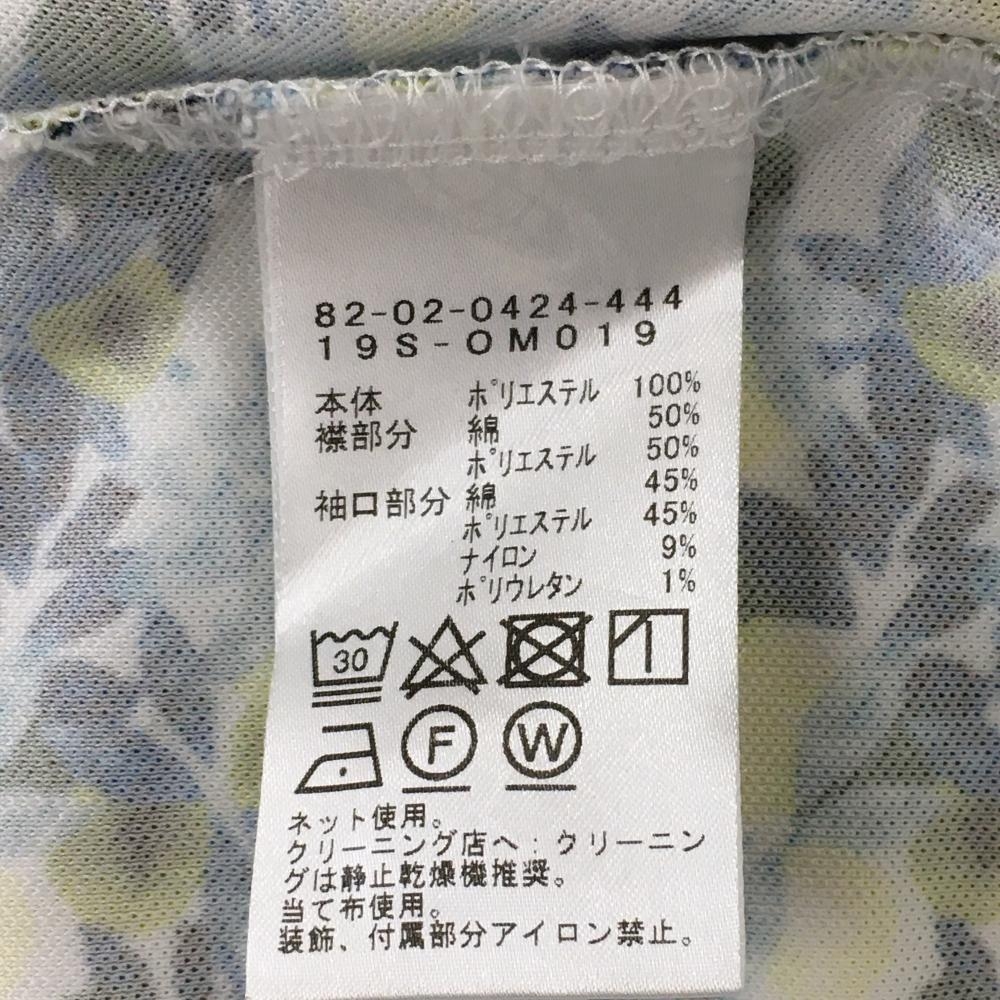 82-02-0424-444
19S-OM019
本体 ポリエステル 100%
襟部分 綿 50%
ポリエステル 50%
袖口部分 綿 45%
ポリエステル 45%
ナイロン 9%
ポリウレタン 1%
30
F W
ネット使用。
クリーニング店へ:クリーニン
グは静止乾燥機推奨。
当て布使用。
装飾、付属部分アイロン禁止。